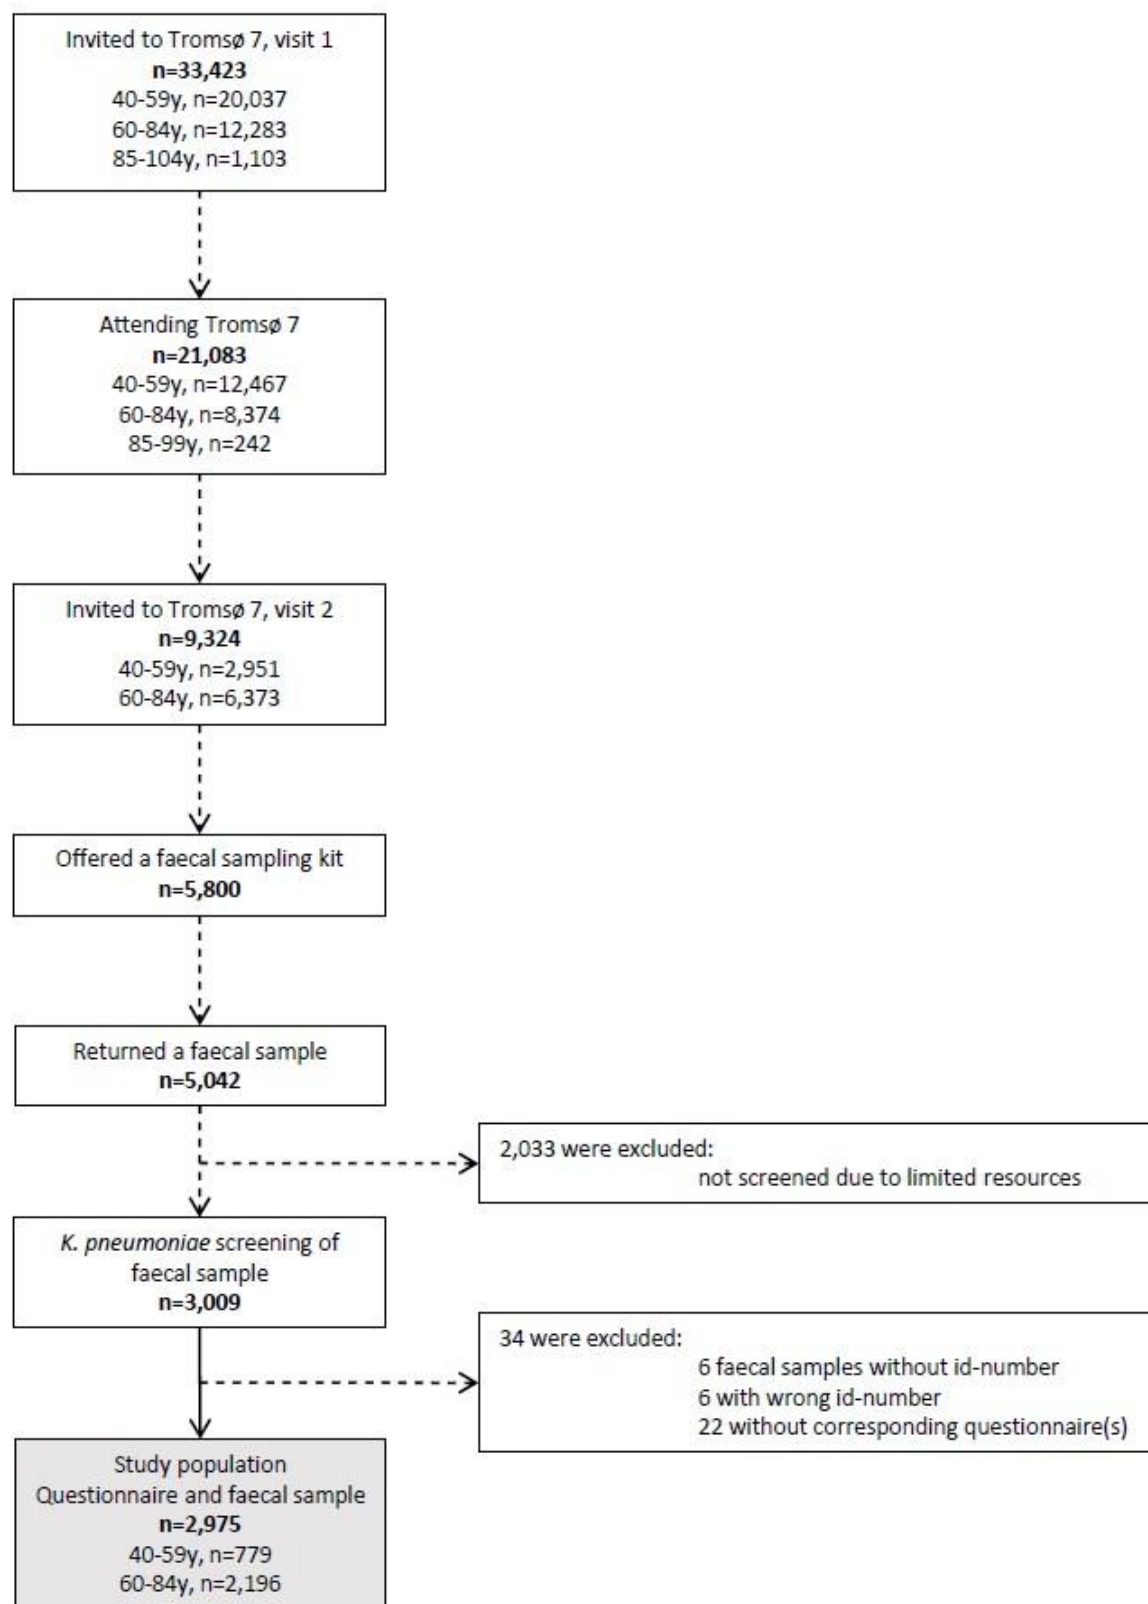 Invited to Tromsø 7, visit 1
n=33,423
40-59y, n=20,037
60-84y, n=12,283
85-104y, n=1,103
Attending Tromsø 7
n=21,083
40-59y, n=12,467
60-84y, n=8,374
85-99y, n=242
Invited to Tromsø 7, visit 2
n=9,324
40-59y, n=2,951
60-84y, n=6,373
Offered a faecal sampling kit
n=5,800
Returned a faecal sample
n=5,042
2,033 were excluded:
not screened due to limited resources
K. pneumoniae screening of
faecal sample
n=3,009
34 were excluded:
6 faecal samples without id-number
6 with wrong id-number
22 without corresponding questionnaire(s)
Study population
Questionnaire and faecal sample
n=2,975
40-59y, n=779
60-84y, n=2,196